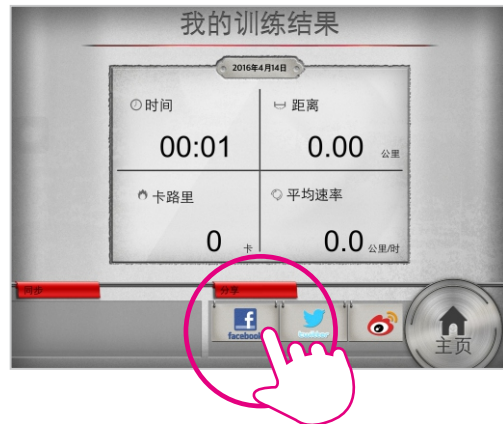 我的训练结果
2016年4月14日
时间
00:01
距离
0.00 公里
卡路里
0 卡
平均速率
0.0 公里/时
同步
分享
facebook
twitter
主页